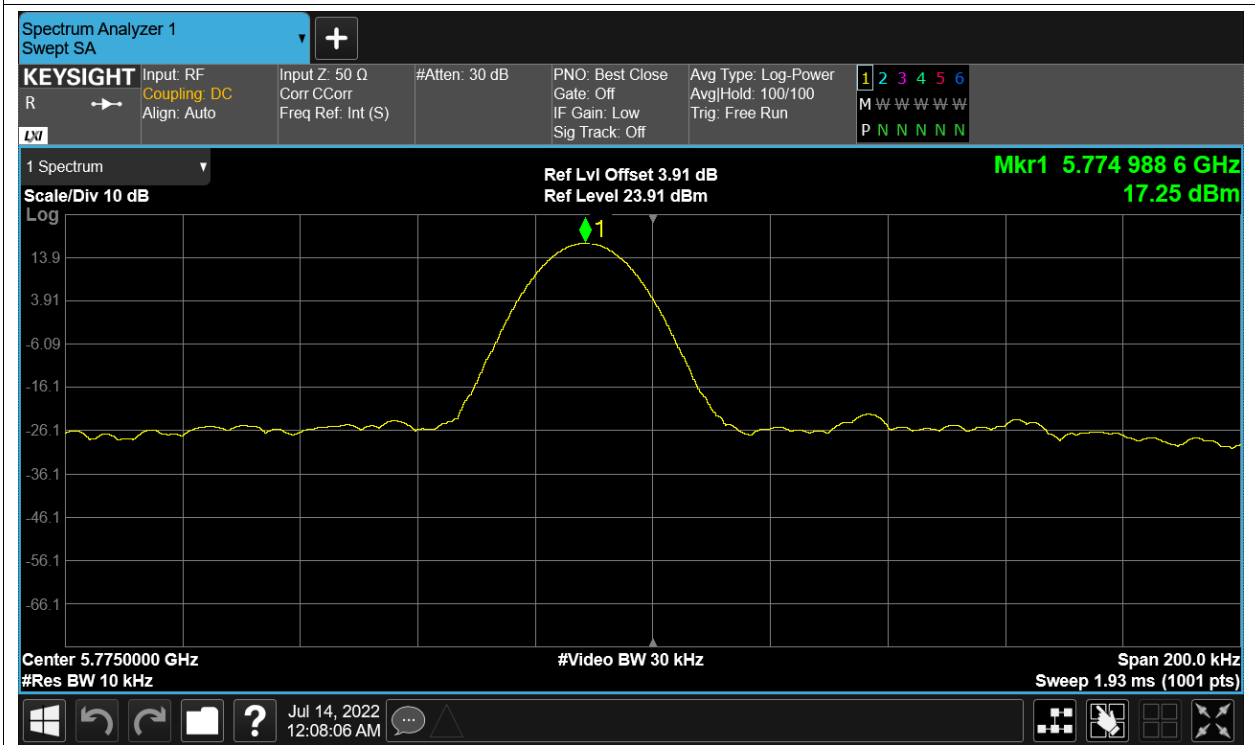 Spectrum Analyzer 1
Swept SA
KEYSIGHT
R
LXI
Input: RF
Coupling: DC
Align: Auto
Input Z: 50 Ω
Corr CCorr
Freq Ref: Int (S)
#Atten: 30 dB
PNO: Best Close
Gate: Off
IF Gain: Low
Sig Track: Off
Avg Type: Log-Power
Avg|Hold: 100/100
Trig: Free Run
1 2 3 4 5 6
M W W W W W
P N N N N N
1 Spectrum
Scale/Div 10 dB
Log
Ref Lvl Offset 3.91 dB
Ref Level 23.91 dBm
Mkr1 5.774 988 6 GHz
17.25 dBm
1
13.9
3.91
-6.09
-16.1
-26.1
-36.1
-46.1
-56.1
-66.1
Center 5.7750000 GHz
#Res BW 10 kHz
#Video BW 30 kHz
Span 200.0 kHz
Sweep 1.93 ms (1001 pts)
?
Jul 14, 2022
12:08:06 AM